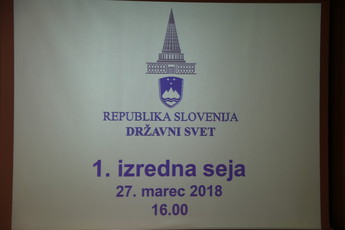 REPUBLIKA SLOVENIJA
DRŽAVNI SVET
1. izredna seja
27. marec 2018
16.00